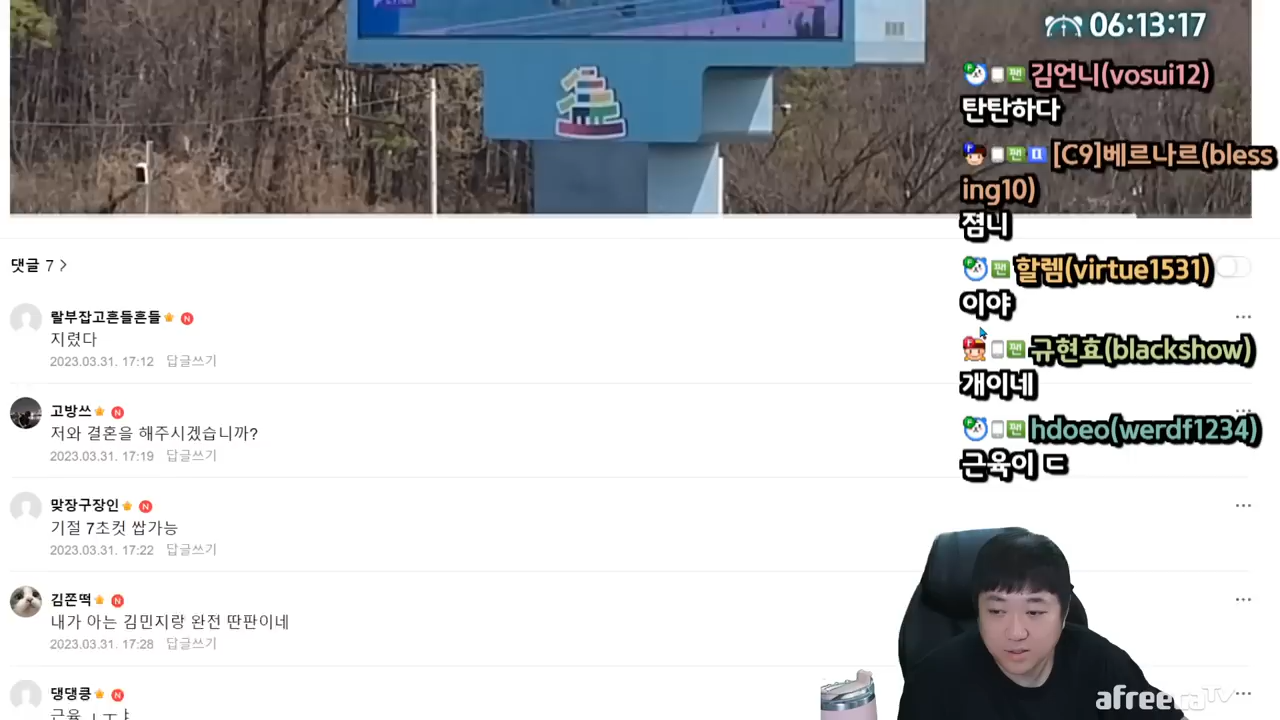 06:13:17
김언니(vosui12)
탄탄하다
[C9]베르나르(bless
ing10)
졈니
할렘(virtue1531)
이야
규현효(blackshow)
개이네
hdoeo(werdf1234)
근육이 ㄷ
댓글 7
랄부잡고흔들흔들
지렸다
2023.03.31. 17:12 답글쓰기
고방쓰
저와 결혼을 해주시겠습니까?
2023.03.31. 17:19 답글쓰기
맞장구장인
기절 7초컷 쌉가능
2023.03.31. 17:22 답글쓰기
김쫀떡
내가 아는 김민지랑 완전 딴판이네
2023.03.31. 17:28 답글쓰기
댕댕킁
afreecaTV